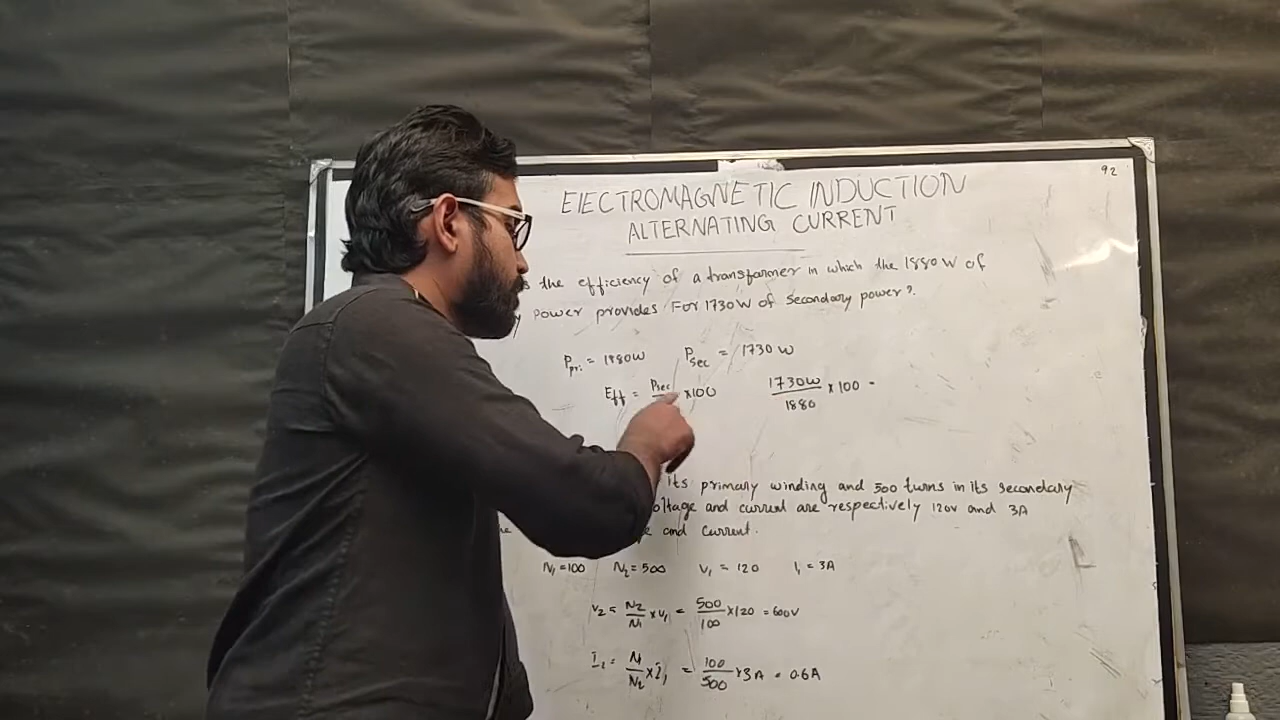 92
ElECTROMAGNETIC INDUCTION
ALTERNATING CURRENT
the efficiency of a transformer in which the 1880 W of
power provides For 1730 W of Secondary power?
Ppri = 1880W Psec = 1730 W
Eff = Psec ×100 1730W/1880 × 100 =
its primary winding and 500 turns in its secondary
oltage and current are respectively 120v and 3A
and current.
N1=100 N2=500 V1 = 120 I1 = 3A
V2 = N2/N1 × V1 = 500/100 ×120 = 600V
I2 = N1/N2 × I1 = 100/500 ×3A = 0.6A